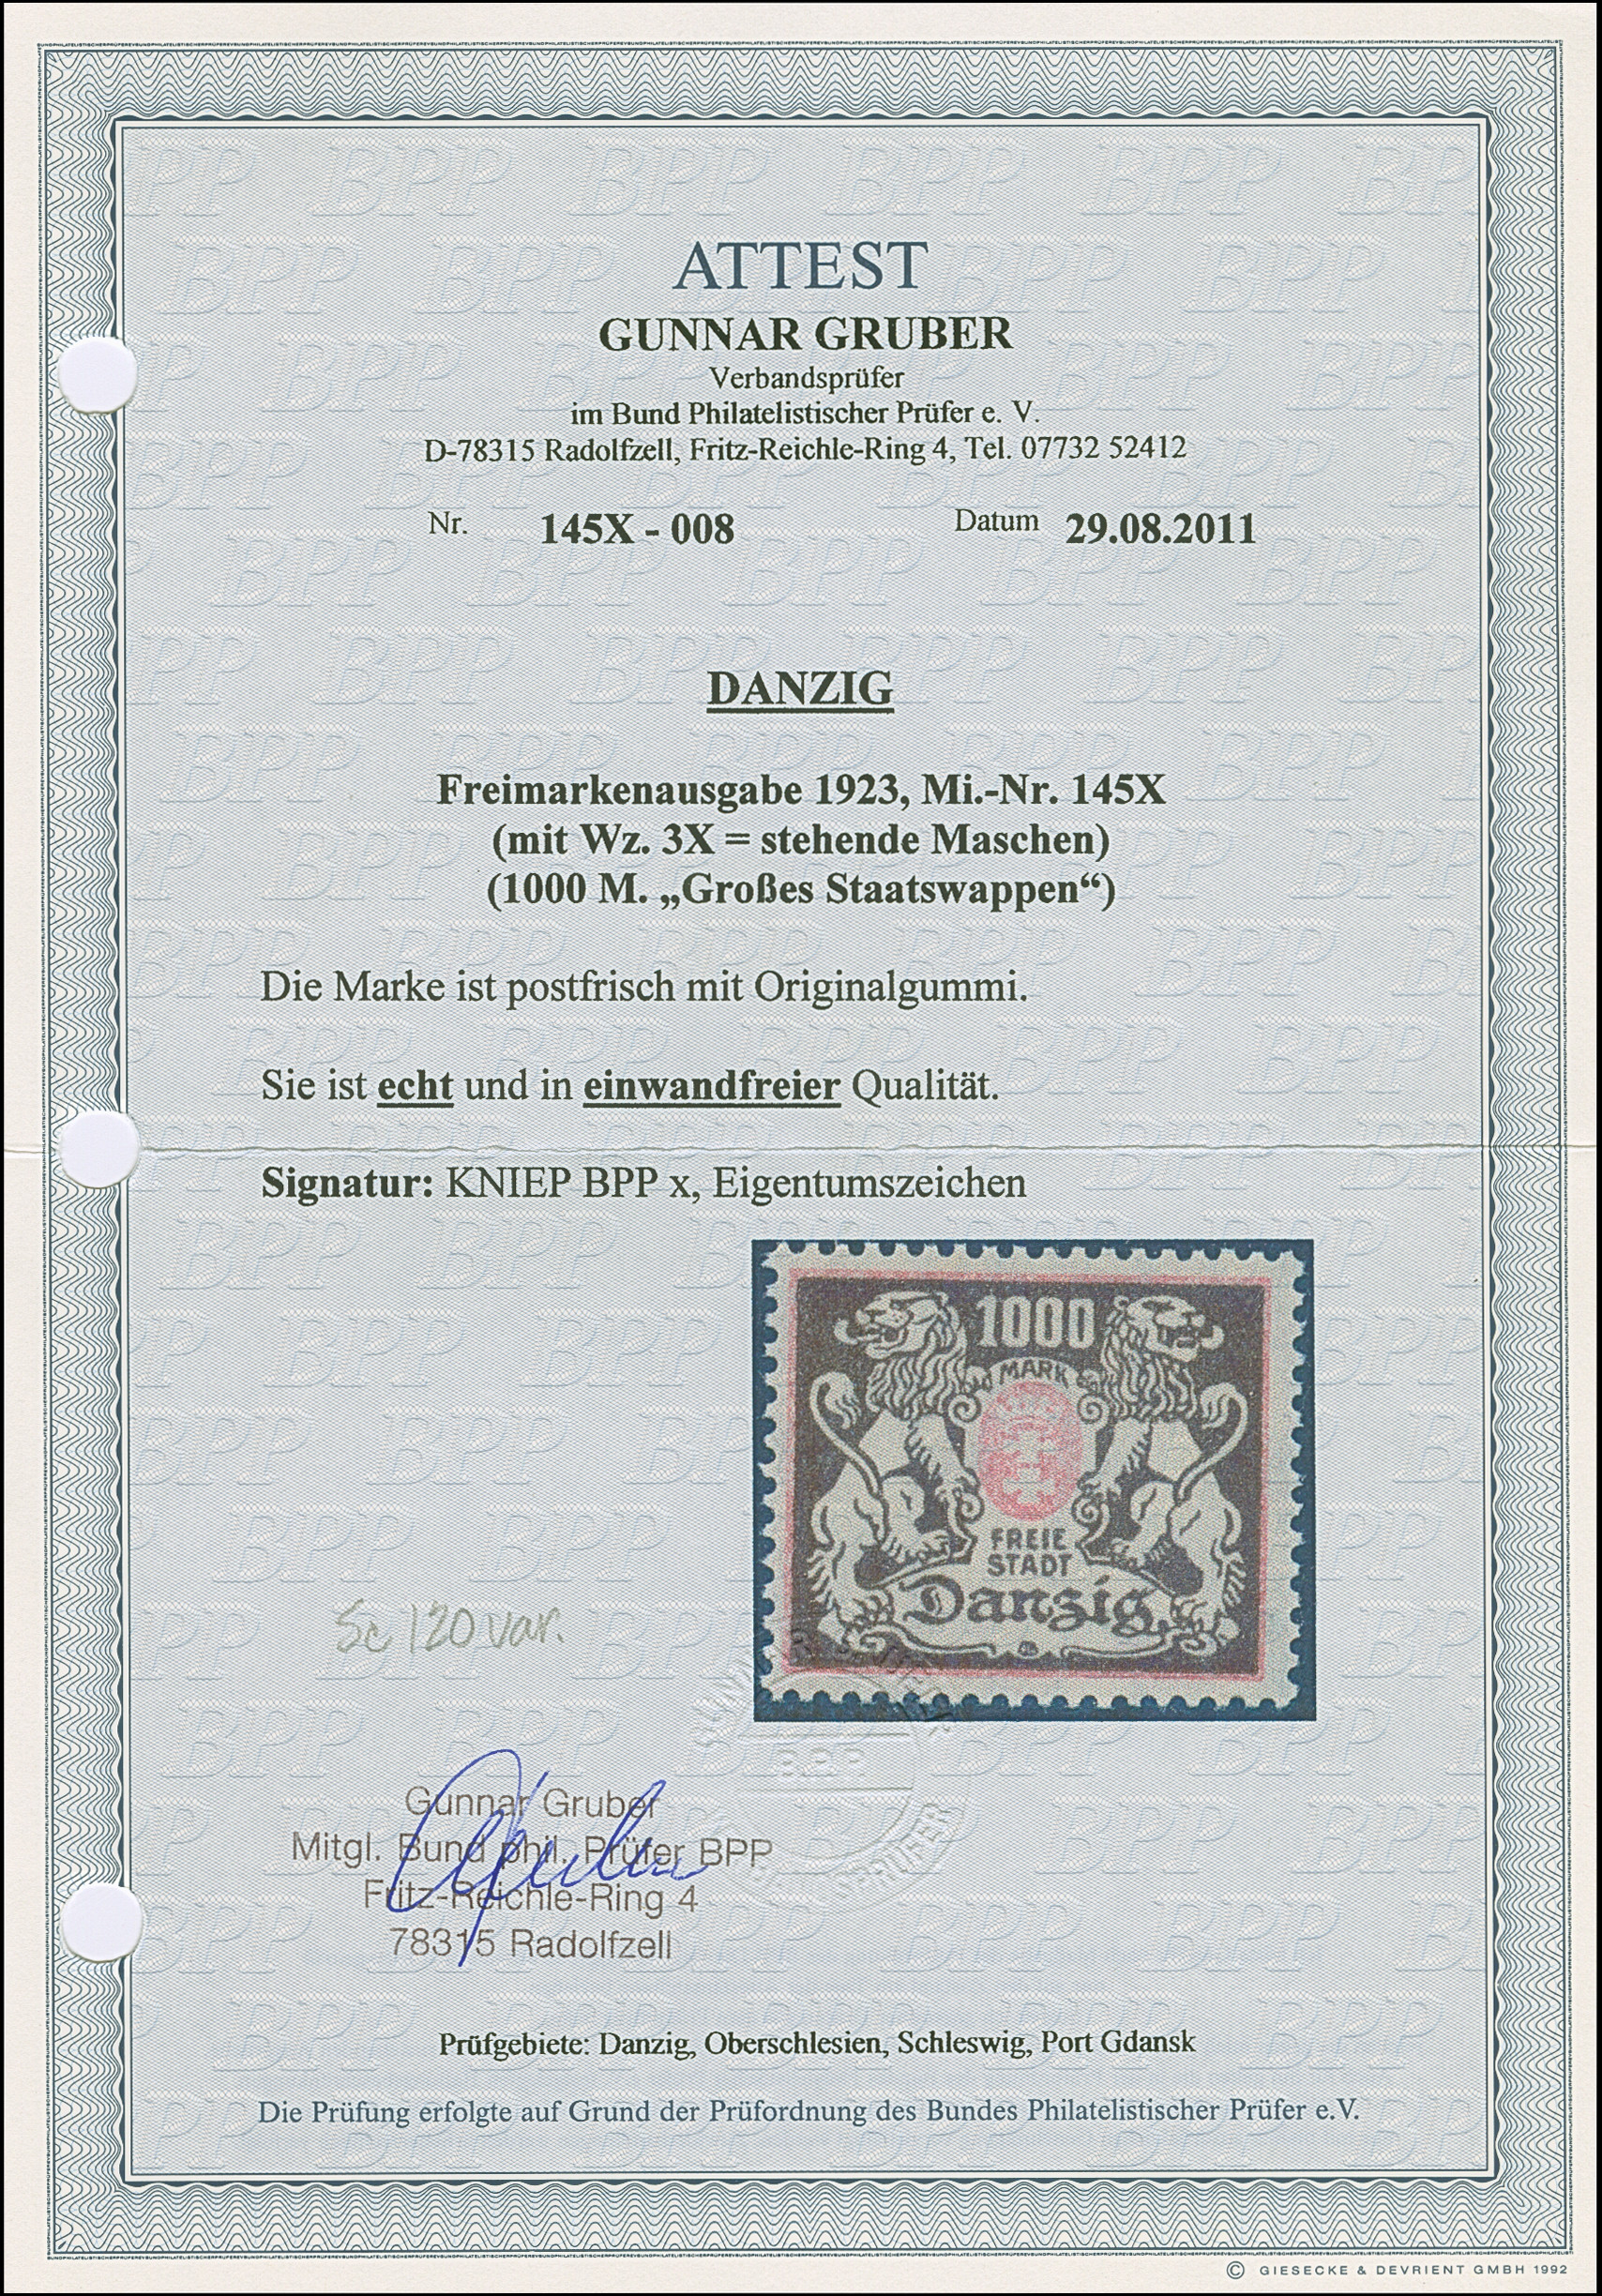 ATTEST
GUNNAR GRUBER
Verbandsprüfer
im Bund Philatelistischer Prüfer e. V.
D-78315 Radolfzell, Fritz-Reichle-Ring 4, Tel. 07732 52412
Nr. 145X - 008 Datum 29.08.2011
DANZIG
Freimarkenausgabe 1923, Mi.-Nr. 145X
(mit Wz. 3X = stehende Maschen)
(1000 M. „Großes Staatswappen“)
Die Marke ist postfrisch mit Originalgummi.
Sie ist echt und in einwandfreier Qualität.
Signatur: KNIEP BPP x, Eigentumszeichen
1000
MARK
FREIE
STADT
Danzig
Sc 120 var.
BPP
Gunnar Gruber
Mitgl. Bund phil. Prüfer BPP
Fritz-Reichle-Ring 4
78315 Radolfzell
Prüfgebiete: Danzig, Oberschlesien, Schleswig, Port Gdansk
Die Prüfung erfolgte auf Grund der Prüfordnung des Bundes Philatelistischer Prüfer e.V.
© GIESECKE & DEVRIENT GMBH 1992